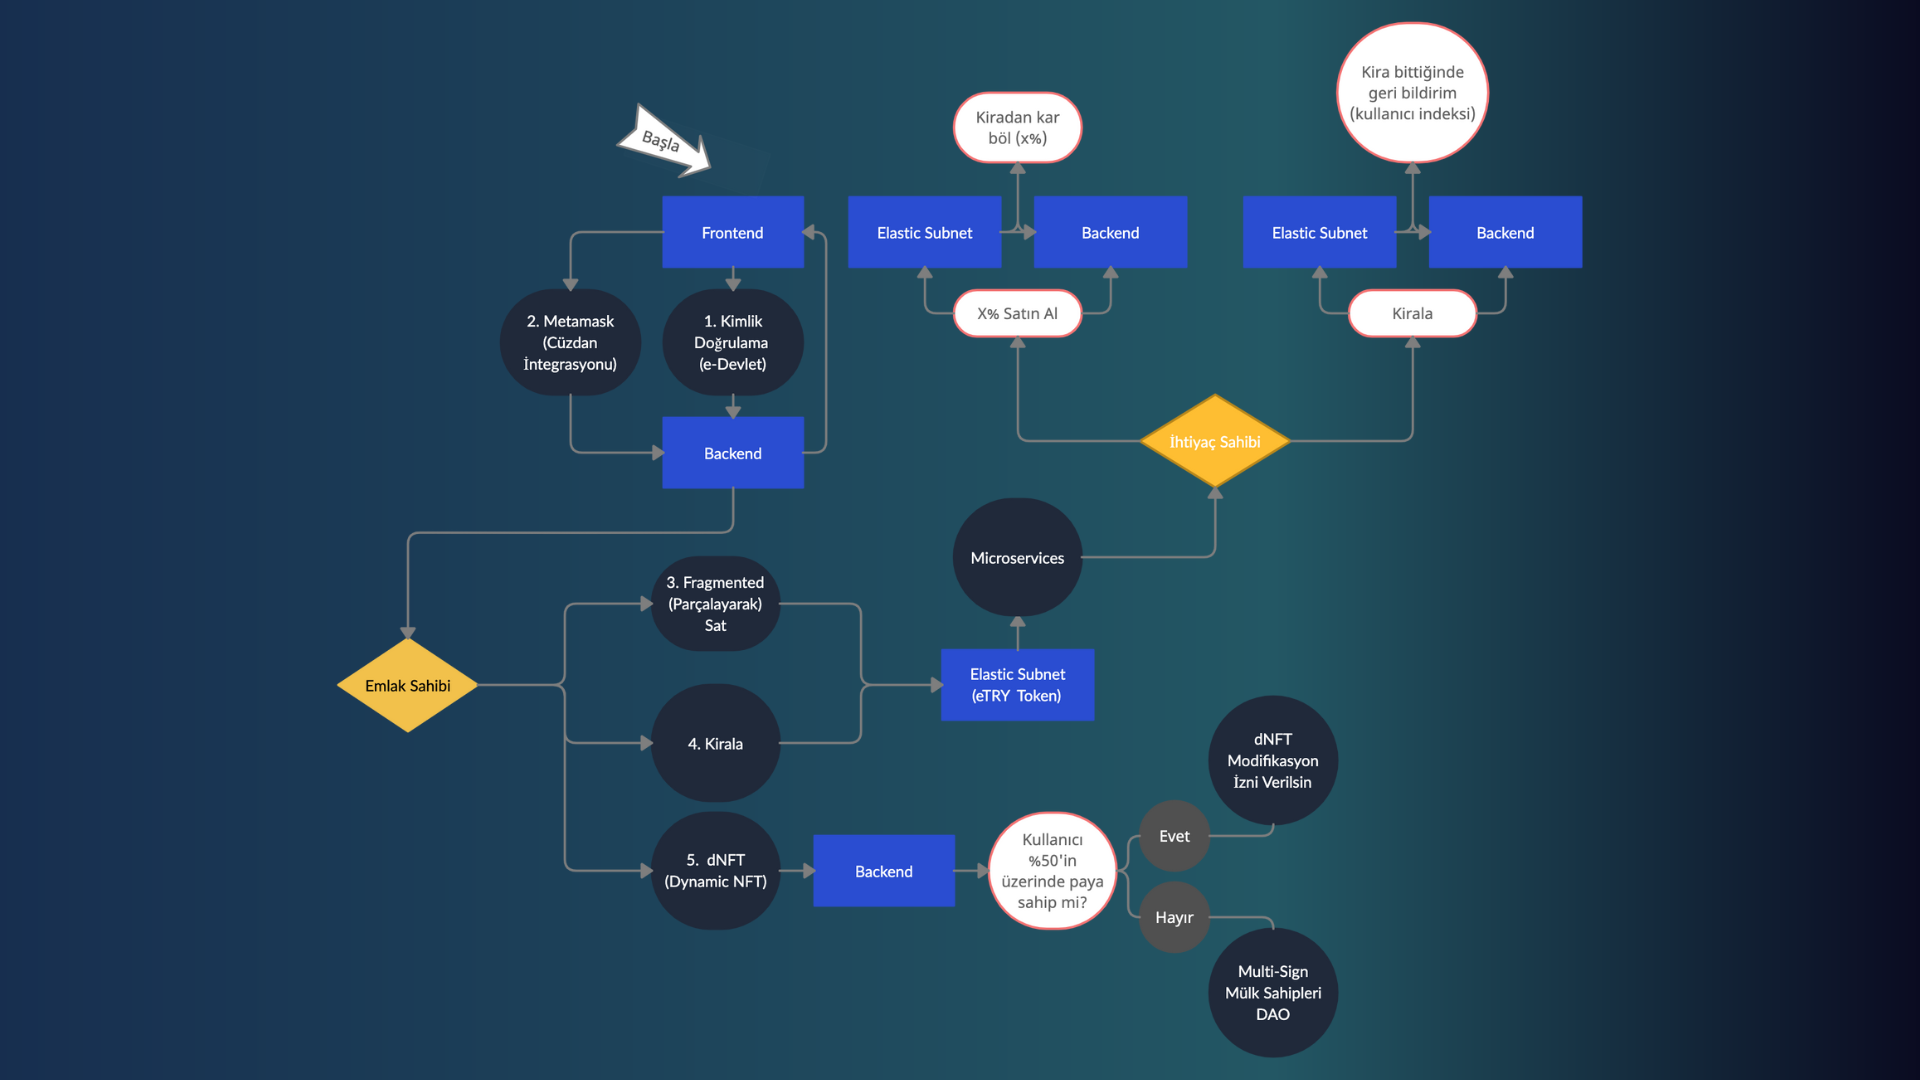 Başla
Frontend
2. Metamask
(Cüzdan
İntegrasyonu)
1. Kimlik
Doğrulama
(e-Devlet)
Backend
Kiradan kar
böl (x%)
Elastic Subnet
Backend
X% Satın Al
Kira bittiğinde
geri bildirim
(kullanıcı indeksi)
Elastic Subnet
Backend
Kirala
İhtiyaç Sahibi
Microservices
Emlak Sahibi
3. Fragmented
(Parçalayarak)
Sat
4. Kirala
Elastic Subnet
(eTRY Token)
5. dNFT
(Dynamic NFT)
Backend
Kullanıcı
%50'in
üzerinde paya
sahip mi?
Evet
dNFT
Modifikasyon
İzni Verilsin
Hayır
Multi-Sign
Mülk Sahipleri
DAO